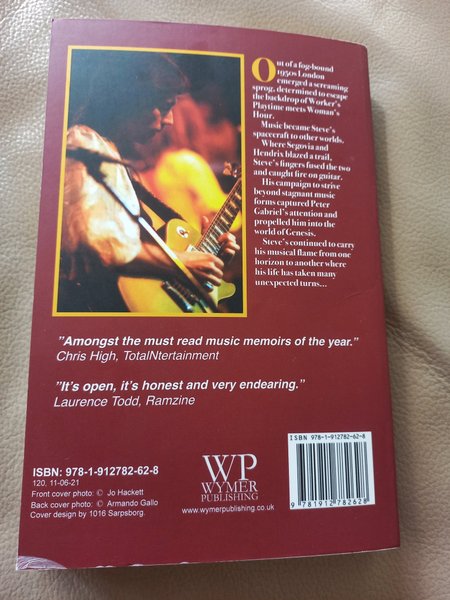 Out of a fog-bound
1950s London
emerged a screaming
sprog, determined to escape
the backdrop of Worker's
Playtime meets Woman's
Hour.
Music became Steve's
spacecraft to other worlds.
Where Segovia and
Hendrix blazed a trail,
Steve's fingers fused the two
and caught fire on guitar.
His campaign to strive
beyond stagnant music
forms captured Peter
Gabriel's attention and
propelled him into the
world of Genesis.
Steve's continued to carry
his musical flame from one
horizon to another where
his life has taken many
unexpected turns...
"Amongst the must read music memoirs of the year."
Chris High, TotalNtertainment
"It's open, it's honest and very endearing."
Laurence Todd, Ramzine
ISBN: 978-1-912782-62-8
120, 11-06-21
Front cover photo: © Jo Hackett
Back cover photo: © Armando Gallo
Cover design by 1016 Sarpsborg.
WP
WYMER
PUBLISHING
www.wymerpublishing.co.uk
ISBN 978-1-912782-62-8
9 781912 782628